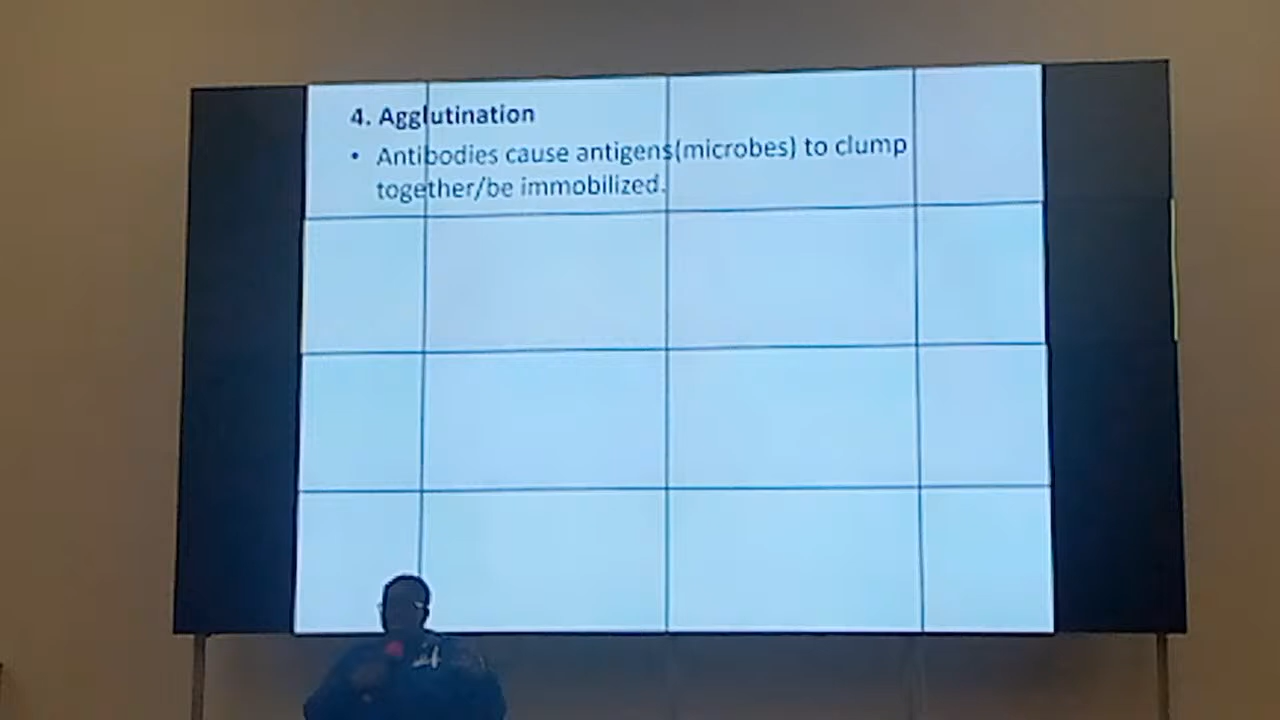 4. Agglutination
• Antibodies cause antigens(microbes) to clump
together/be immobilized.